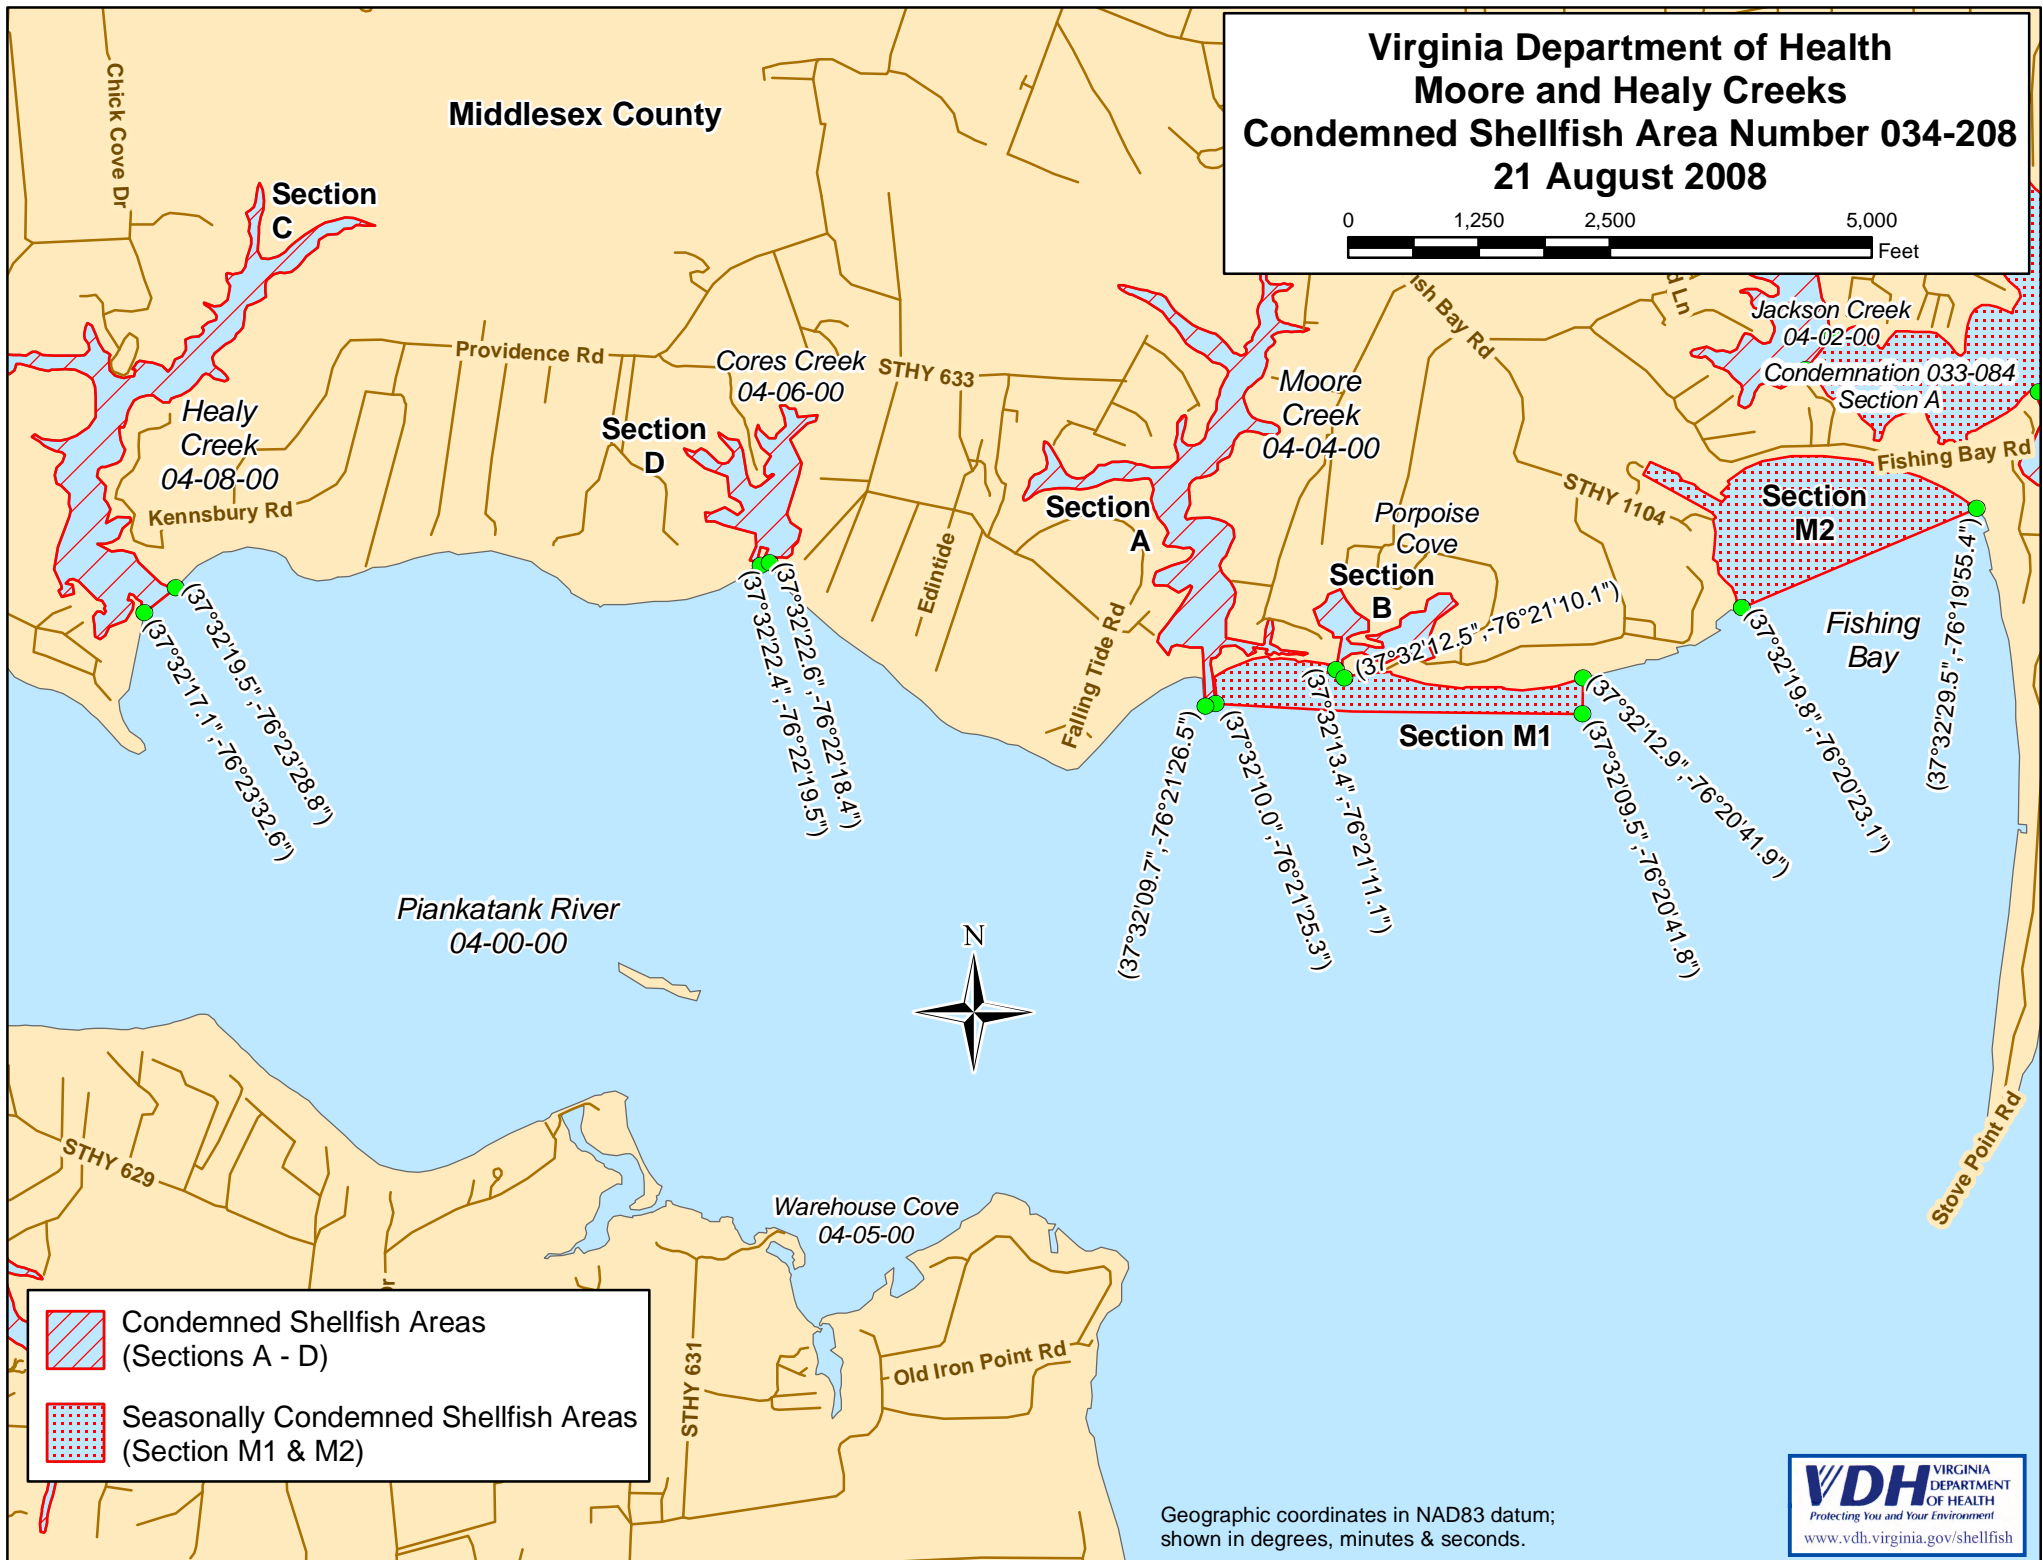 Virginia Department of Health
Moore and Healy Creeks
Condemned Shellfish Area Number 034-208
21 August 2008
0 1,250 2,500 5,000
Feet
Middlesex County
Chick Cove Dr
Section
C
Healy
Creek
04-08-00
Kennsbury Rd
Providence Rd
Section
D
Cores Creek
04-06-00
STHY 633
Edintide
Falling Tide Rd
Section
A
Moore
Creek
04-04-00
ish Bay Rd
d Ln
Jackson Creek
04-02-00
Condemnation 033-084
Section A
Fishing Bay Rd
STHY 1104
Porpoise
Cove
Section
B
Section
M2
Fishing
Bay
Section M1
(37°32'19.5",-76°23'28.8")
(37°32'17.1",-76°23'32.6")
(37°32'22.6",-76°22'18.4")
(37°32'22.4",-76°22'19.5")
(37°32'09.7",-76°21'26.5")
(37°32'10.0",-76°21'25.3")
(37°32'13.4",-76°21'11.1")
(37°32'12.5",-76°21'10.1")
(37°32'12.9",-76°20'41.9")
(37°32'09.5",-76°20'41.8")
(37°32'19.8",-76°20'23.1")
(37°32'29.5",-76°19'55.4")
Piankatank River
04-00-00
N
Stove Point Rd
STHY 629
Warehouse Cove
04-05-00
Dr
STHY 631
Old Iron Point Rd
Condemned Shellfish Areas
(Sections A - D)
Seasonally Condemned Shellfish Areas
(Section M1 & M2)
Geographic coordinates in NAD83 datum;
shown in degrees, minutes & seconds.
VDH VIRGINIA
DEPARTMENT
OF HEALTH
Protecting You and Your Environment
www.vdh.virginia.gov/shellfish